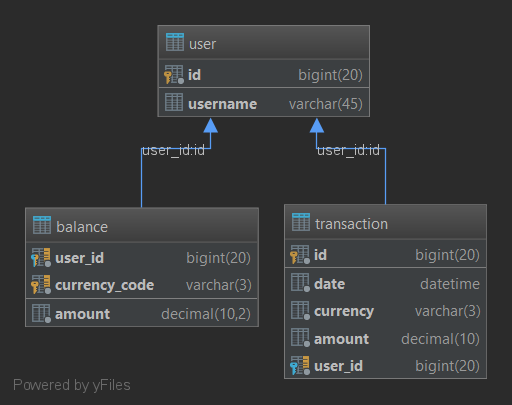 user
id bigint(20)
username varchar(45)
user_id:id
user_id:id
balance
user_id bigint(20)
currency_code varchar(3)
amount decimal(10,2)
transaction
id bigint(20)
date datetime
currency varchar(3)
amount decimal(10)
user_id bigint(20)
Powered by yFiles